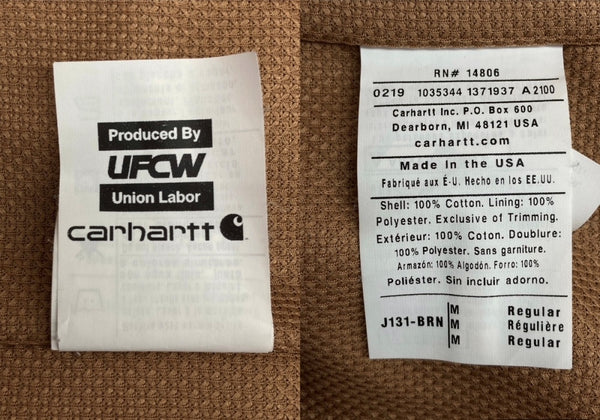 Produced By
UFCW
Union Labor
carhartt
RN# 14806
0219 1035344 1371937 A2100
Carhartt Inc. P.O. Box 600
Dearborn, MI 48121 USA
carhartt.com
Made in the USA
Fabriqué aux É-U. Hecho en los EE.UU.
Shell: 100% Cotton. Lining: 100%
Polyester. Exclusive of Trimming.
Extérieur: 100% Coton. Doublure:
100% Polyester. Sans garniture.
Armazón: 100% Algodón. Forro: 100%
Poliéster. Sin incluir adorno.
J131-BRN M Regular
M Régulière
M Regular